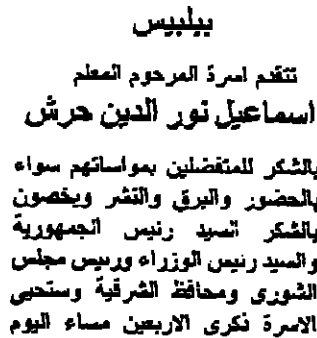 ببلبيس
تتقدم اسرة المرحوم المعلم
اسماعيل نور الدين حرش
بالشكر للمتفضلين بمواساتهم سواء
بالحضور والبرق والنشر ويخصون
بالشكر السيد رئيس الجمهورية
والسيد رئيس الوزراء ورئيس مجلس
الشورى ومحافظ الشرقية وستحيى
الاسرة ذكرى الاربعين مساء اليوم